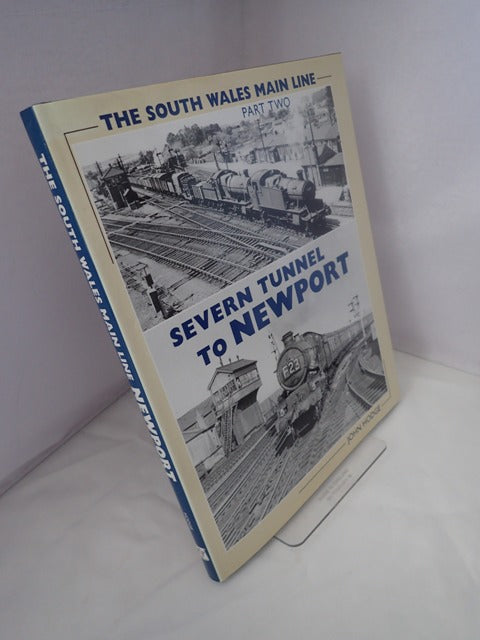 THE SOUTH WALES MAIN LINE
PART TWO
SEVERN TUNNEL
TO NEWPORT
F23
JOHN HODGE
THE SOUTH WALES MAIN LINE NEWPORT